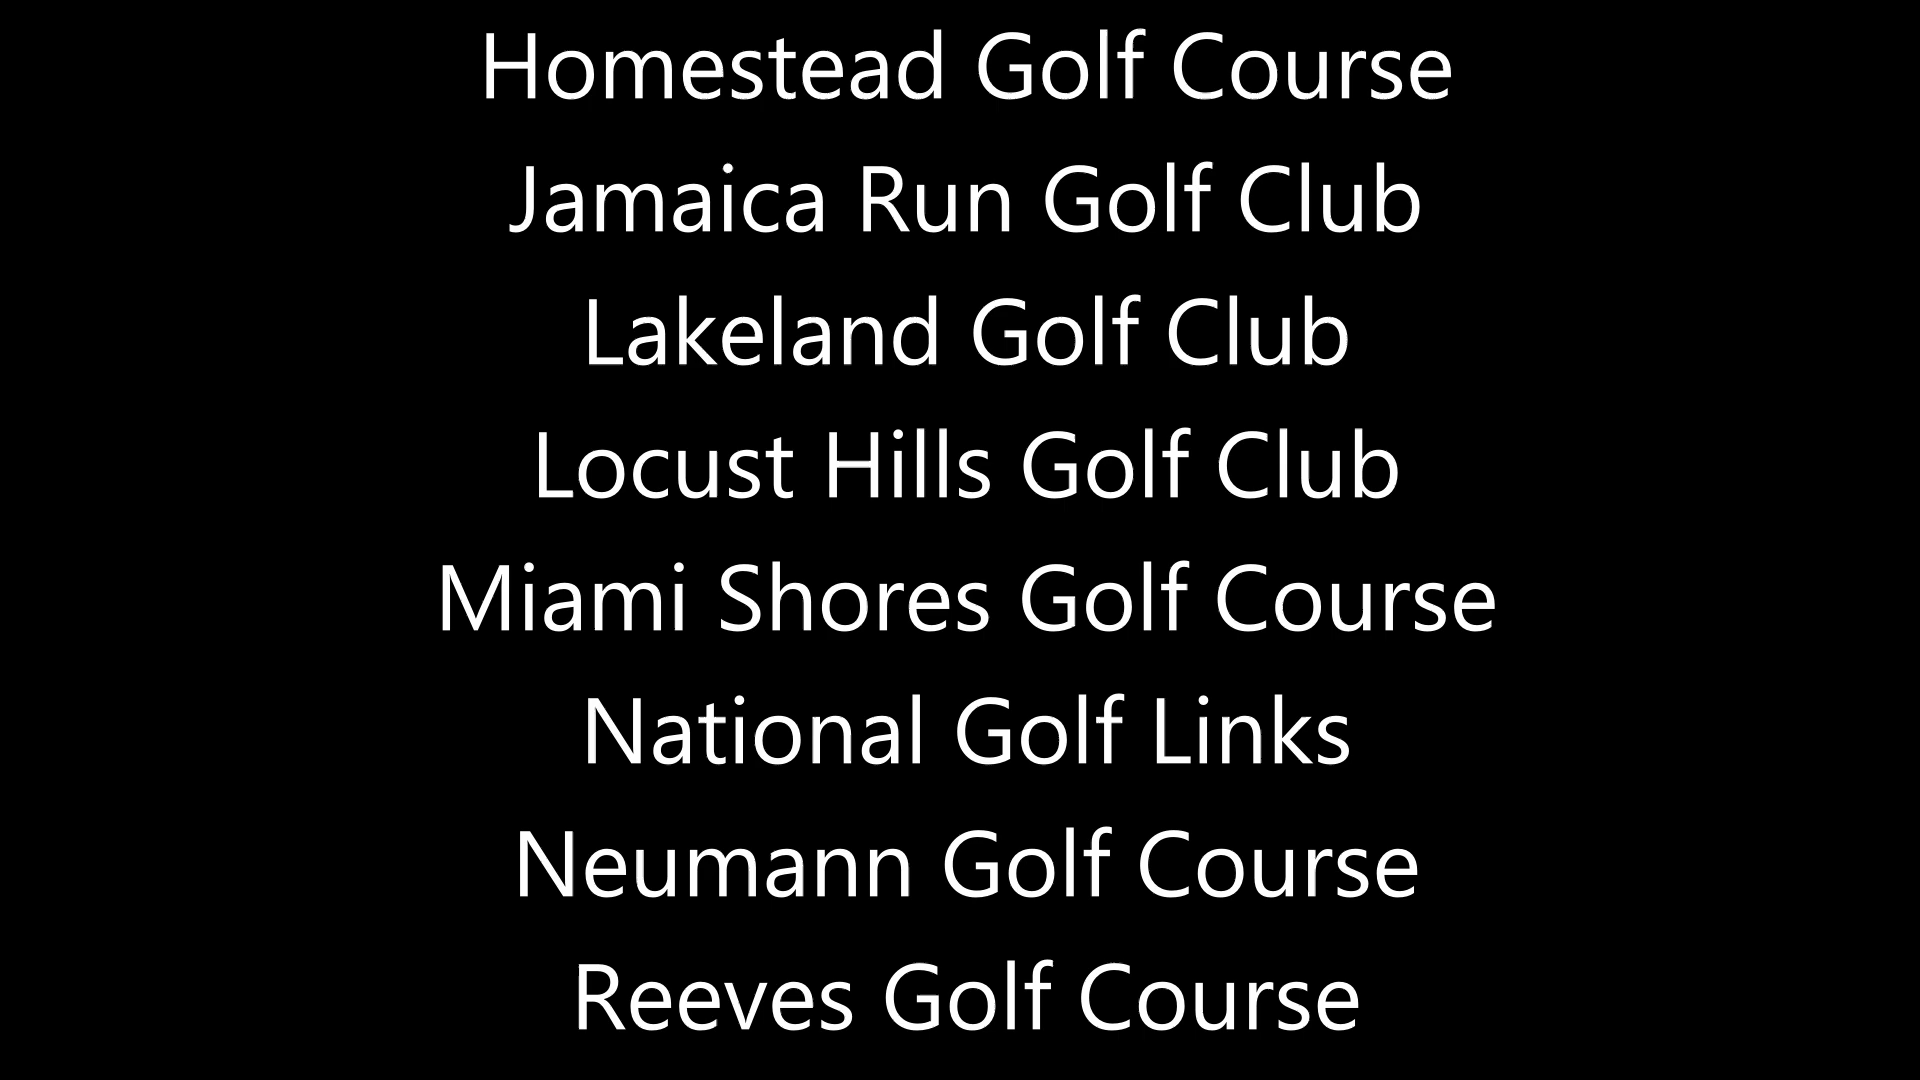 Homestead Golf Course
Jamaica Run Golf Club
Lakeland Golf Club
Locust Hills Golf Club
Miami Shores Golf Course
National Golf Links
Neumann Golf Course
Reeves Golf Course